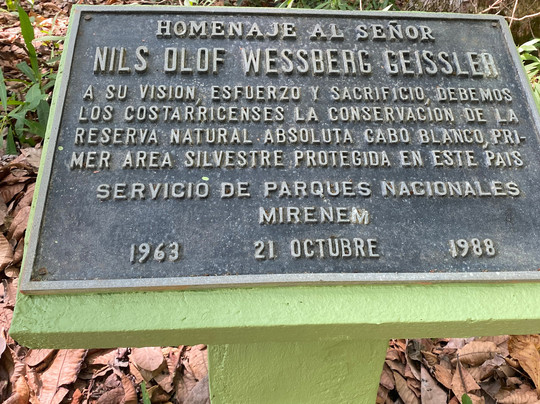 HOMENAJE AL SEÑOR
NILS OLOF WESSBERG GEISSLER
A SU VISION, ESFUERZO Y SACRIFICIO, DEBEMOS
LOS COSTARRICENSES LA CONSERVACION DE LA
RESERVA NATURAL ABSOLUTA CABO BLANCO, PRI-
MER AREA SILVESTRE PROTEGIDA EN ESTE PAIS
SERVICIO DE PARQUES NACIONALES
MIRENEM
1963 21 OCTUBRE 1988